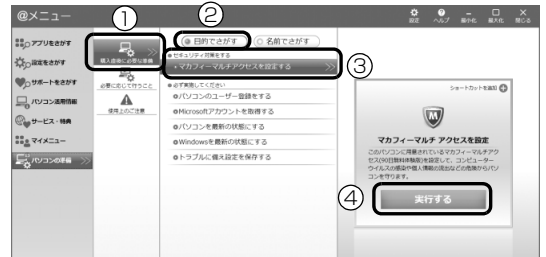 @メニュー
設定
ヘルプ
最小化
最大化
閉じる
①
②
アプリをさがす
設定をさがす
サポートをさがす
パソコン活用情報
サービス・特典
マイメニュー
パソコンの準備
購入直後に必要な準備
必要に応じて行うこと
使用上のご注意
目的でさがす
名前でさがす
セキュリティ対策をする
・マカフィーマルチアクセスを設定する
③
必ず実施してください
パソコンのユーザー登録をする
Microsoftアカウントを取得する
パソコンを最新の状態にする
Windowsを最新の状態にする
トラブルに備え設定を保存する
ショートカットを追加
マカフィーマルチ アクセスを設定
このパソコンに用意されているマカフィーマルチアク
セス(90日無料体験版)を設定して、コンピューター
ウイルスの感染や個人情報の流出などの危険からパソ
コンを守ります。
④
実行する